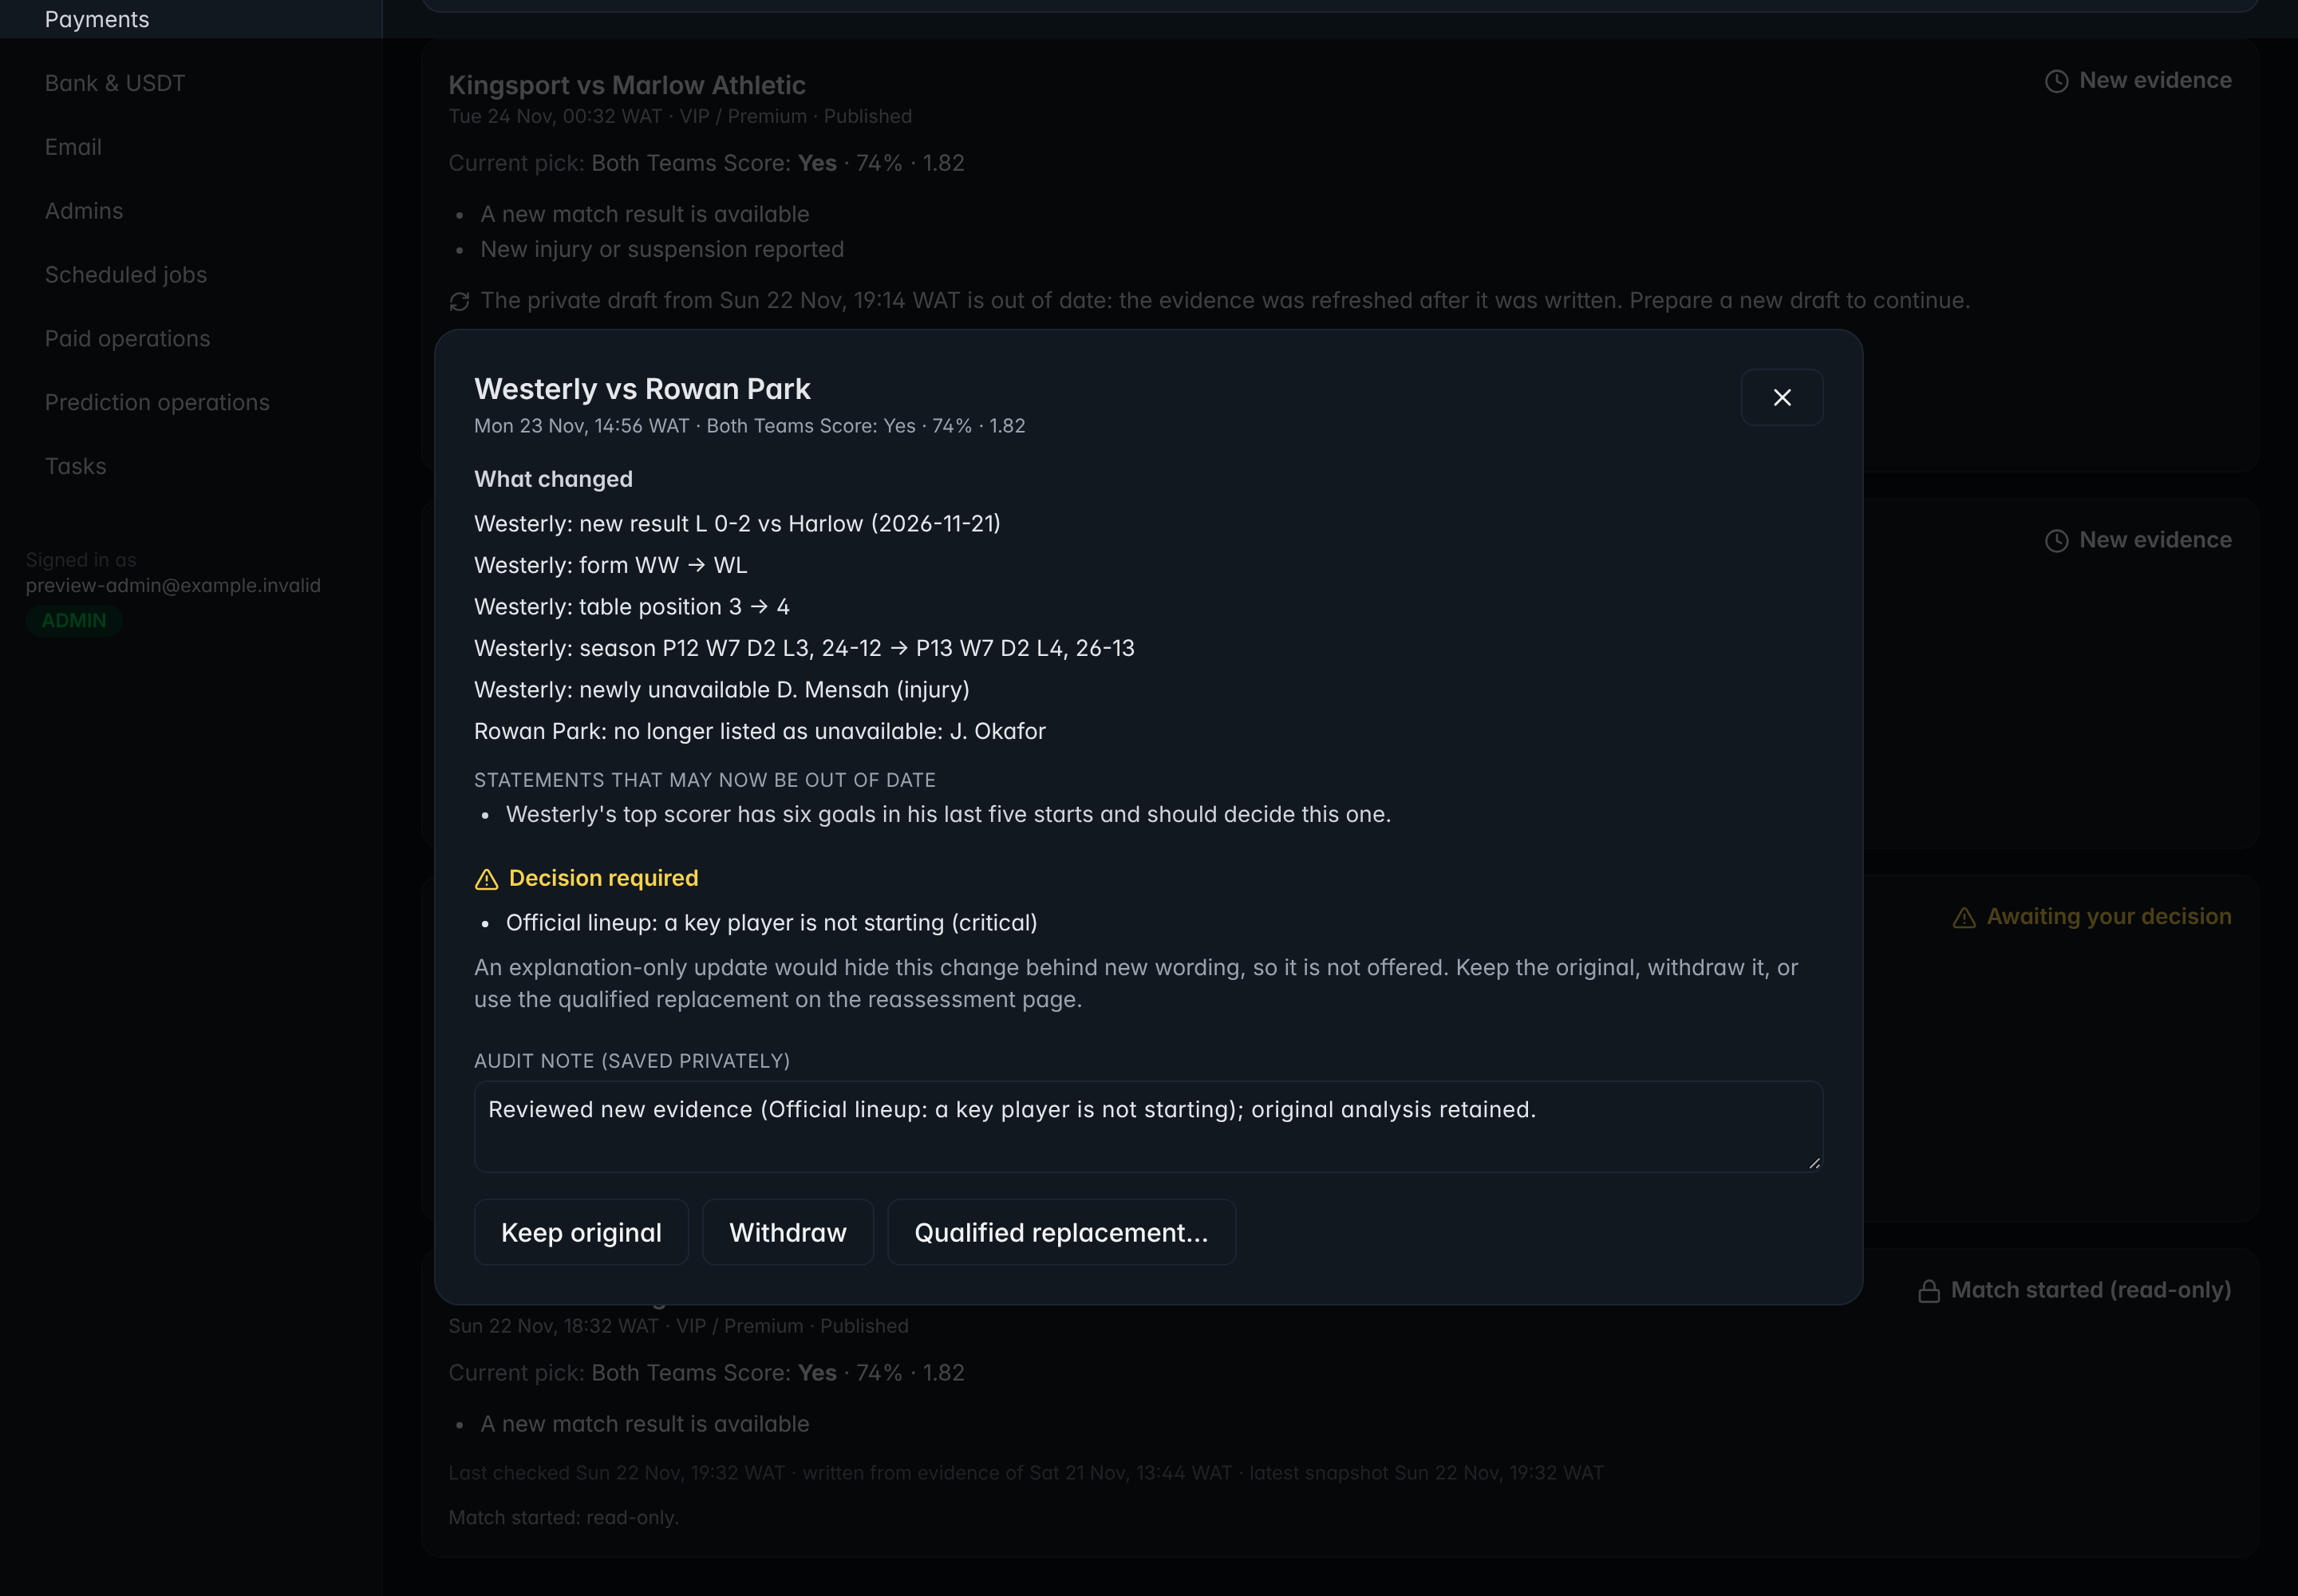 Payments
Bank & USDT
Email
Admins
Scheduled jobs
Paid operations
Prediction operations
Tasks
Signed in as
preview-admin@example.invalid
ADMIN
Kingsport vs Marlow Athletic
New evidence
Tue 24 Nov, 00:32 WAT · VIP / Premium · Published
Current pick: Both Teams Score: Yes · 74% · 1.82
• A new match result is available
• New injury or suspension reported
The private draft from Sun 22 Nov, 19:14 WAT is out of date: the evidence was refreshed after it was written. Prepare a new draft to continue.
Westerly vs Rowan Park
Mon 23 Nov, 14:56 WAT · Both Teams Score: Yes · 74% · 1.82
What changed
Westerly: new result L 0-2 vs Harlow (2026-11-21)
Westerly: form WW → WL
Westerly: table position 3 → 4
Westerly: season P12 W7 D2 L3, 24-12 → P13 W7 D2 L4, 26-13
Westerly: newly unavailable D. Mensah (injury)
Rowan Park: no longer listed as unavailable: J. Okafor
STATEMENTS THAT MAY NOW BE OUT OF DATE
• Westerly's top scorer has six goals in his last five starts and should decide this one.
Decision required
• Official lineup: a key player is not starting (critical)
An explanation-only update would hide this change behind new wording, so it is not offered. Keep the original, withdraw it, or
use the qualified replacement on the reassessment page.
AUDIT NOTE (SAVED PRIVATELY)
Reviewed new evidence (Official lineup: a key player is not starting); original analysis retained.
Keep original
Withdraw
Qualified replacement...
New evidence
Awaiting your decision
Match started (read-only)
Sun 22 Nov, 18:32 WAT · VIP / Premium · Published
Current pick: Both Teams Score: Yes · 74% · 1.82
• A new match result is available
Last checked Sun 22 Nov, 19:32 WAT · written from evidence of Sat 21 Nov, 13:44 WAT · latest snapshot Sun 22 Nov, 19:32 WAT
Match started: read-only.